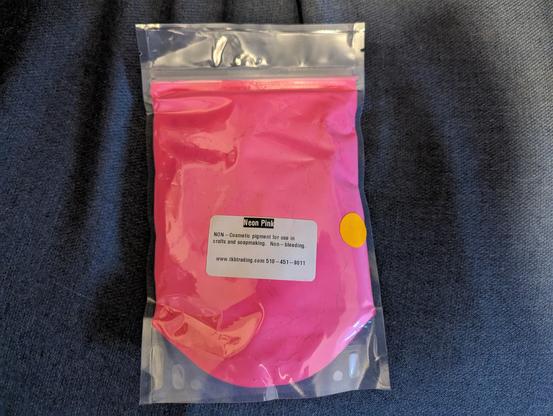 Neon Pink
NON-Cosmetic pigment for use in
crafts and soapmaking. Non-bleeding.
www.tkbtrading.com 510-451-9011